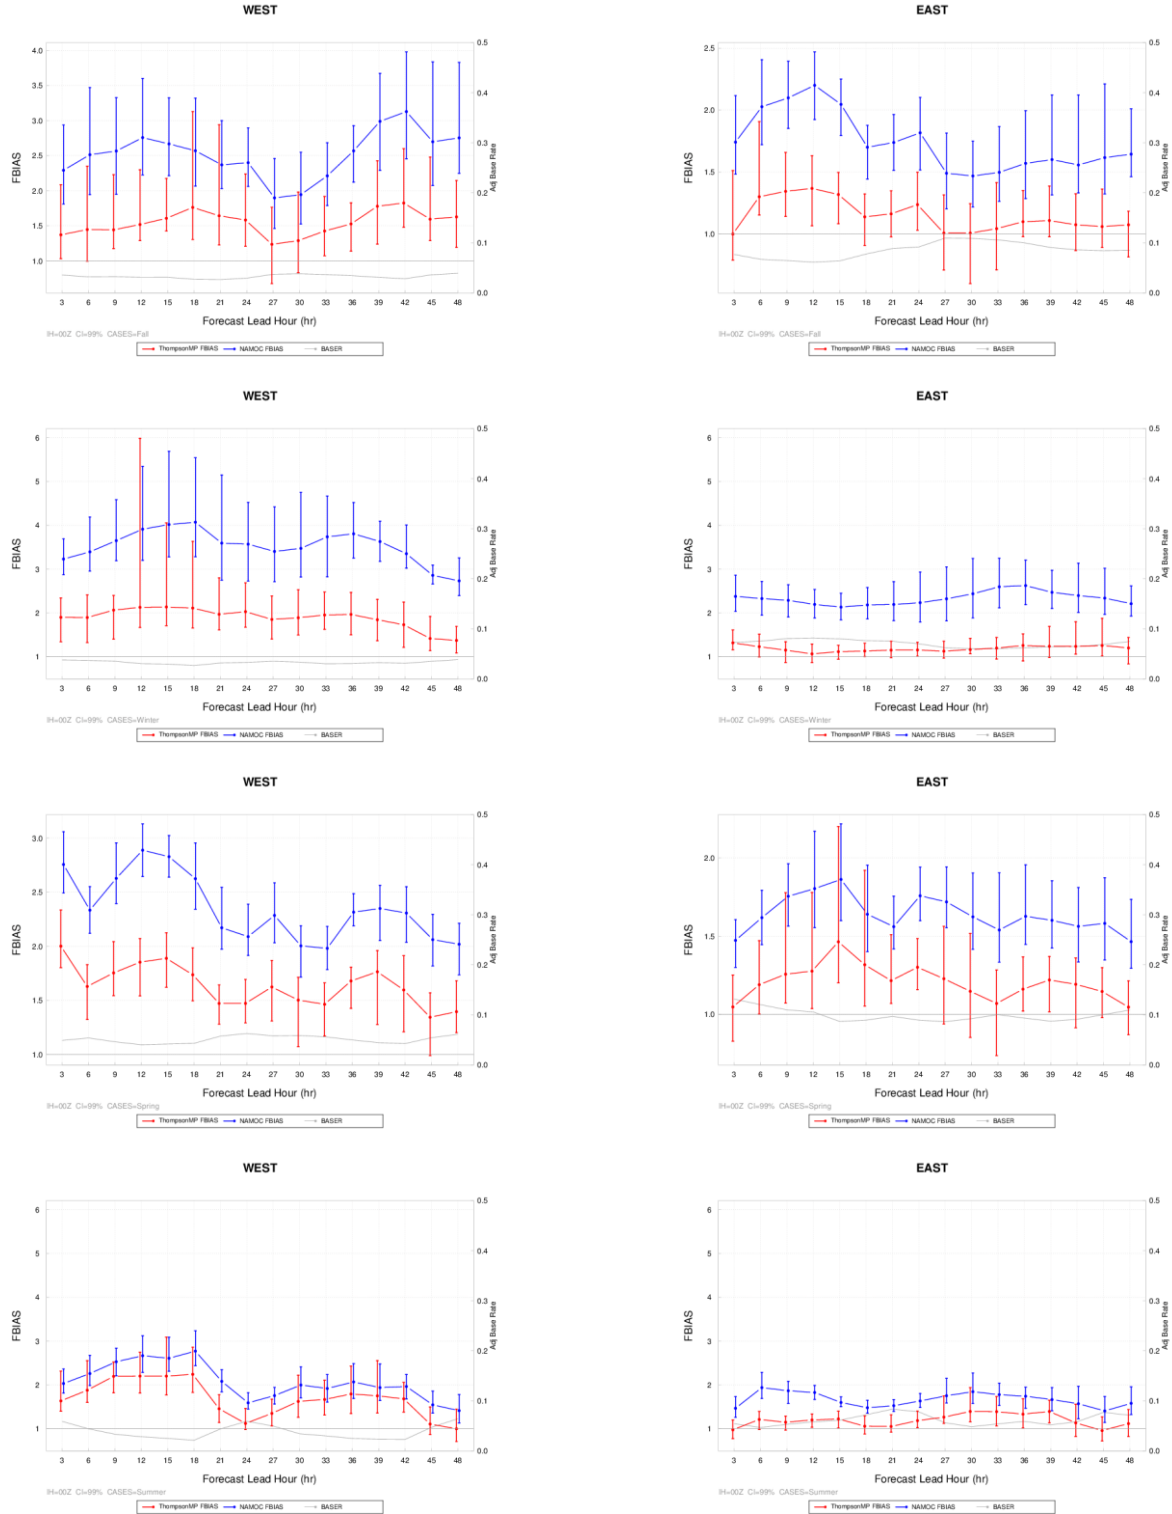 WEST
EAST
0.5
4.0
3.5
3.0
2.5
2.0
1.5
1.0
0.4
0.3
0.2
0.1
0.0
FBIAS
Adj Base Rate
3 6 9 12 15 18 21 24 27 30 33 36 39 42 45 48
Forecast Lead Hour (hr)
IH=00Z CI=99% CASES=Fall
ThompsonMP FBIAS NAMOC FBIAS BASER
2.5
2.0
1.5
1.0
0.5
0.4
0.3
0.2
0.1
0.0
FBIAS
Adj Base Rate
3 6 9 12 15 18 21 24 27 30 33 36 39 42 45 48
Forecast Lead Hour (hr)
IH=00Z CI=99% CASES=Fall
ThompsonMP FBIAS NAMOC FBIAS BASER
WEST
EAST
6
5
4
3
2
1
0.5
0.4
0.3
0.2
0.1
0.0
FBIAS
Adj Base Rate
3 6 9 12 15 18 21 24 27 30 33 36 39 42 45 48
Forecast Lead Hour (hr)
IH=00Z CI=99% CASES=Winter
ThompsonMP FBIAS NAMOC FBIAS BASER
6
5
4
3
2
1
0.5
0.4
0.3
0.2
0.1
0.0
FBIAS
Adj Base Rate
3 6 9 12 15 18 21 24 27 30 33 36 39 42 45 48
Forecast Lead Hour (hr)
IH=00Z CI=99% CASES=Winter
ThompsonMP FBIAS NAMOC FBIAS BASER
WEST
EAST
3.0
2.5
2.0
1.5
1.0
0.5
0.4
0.3
0.2
0.1
0.0
FBIAS
Adj Base Rate
3 6 9 12 15 18 21 24 27 30 33 36 39 42 45 48
Forecast Lead Hour (hr)
IH=00Z CI=99% CASES=Spring
ThompsonMP FBIAS NAMOC FBIAS BASER
2.0
1.5
1.0
0.5
0.4
0.3
0.2
0.1
0.0
FBIAS
Adj Base Rate
3 6 9 12 15 18 21 24 27 30 33 36 39 42 45 48
Forecast Lead Hour (hr)
IH=00Z CI=99% CASES=Spring
ThompsonMP FBIAS NAMOC FBIAS BASER
WEST
EAST
6
5
4
3
2
1
0.5
0.4
0.3
0.2
0.1
0.0
FBIAS
Adj Base Rate
3 6 9 12 15 18 21 24 27 30 33 36 39 42 45 48
Forecast Lead Hour (hr)
IH=00Z CI=99% CASES=Summer
ThompsonMP FBIAS NAMOC FBIAS BASER
6
5
4
3
2
1
0.5
0.4
0.3
0.2
0.1
0.0
FBIAS
Adj Base Rate
3 6 9 12 15 18 21 24 27 30 33 36 39 42 45 48
Forecast Lead Hour (hr)
IH=00Z CI=99% CASES=Summer
ThompsonMP FBIAS NAMOC FBIAS BASER